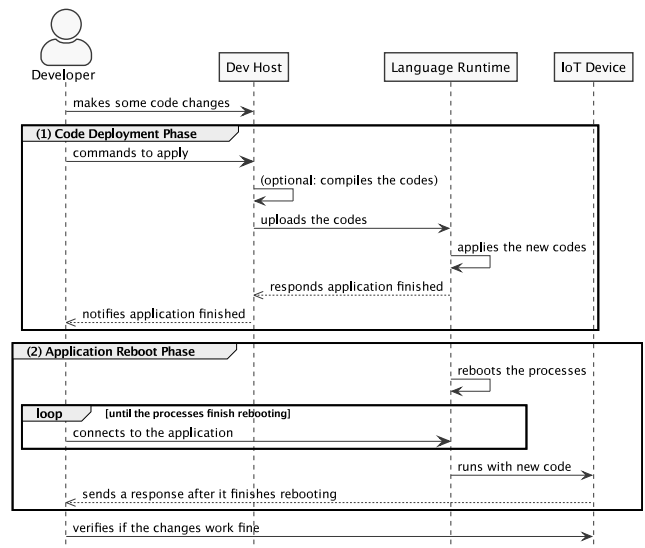 Developer
Dev Host
Language Runtime
IoT Device
makes some code changes
(1) Code Deployment Phase
commands to apply
(optional: compiles the codes)
uploads the codes
applies the new codes
responds application finished
notifies application finished
(2) Application Reboot Phase
reboots the processes
loop
[until the processes finish rebooting]
connects to the application
runs with new code
sends a response after it finishes rebooting
verifies if the changes work fine